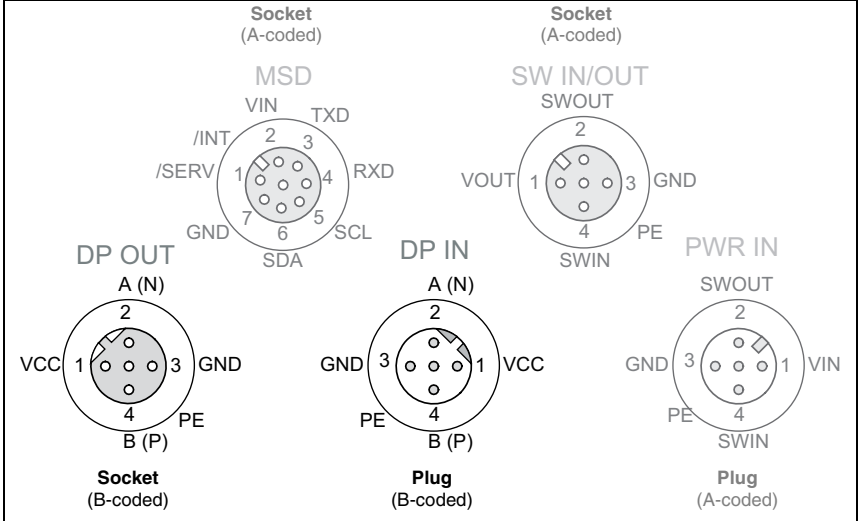 Socket
(A-coded)
Socket
(A-coded)
MSD
VIN
TXD
/INT
2
3
/SERV
1
4
RXD
7
5
GND
6
SCL
SDA
SW IN/OUT
SWOUT
2
VOUT
1
3
GND
4
PE
SWIN
DP OUT
A (N)
2
VCC
1
3
GND
4
PE
B (P)
Socket
(B-coded)
DP IN
A (N)
2
GND
3
1
VCC
PE
4
B (P)
Plug
(B-coded)
PWR IN
SWOUT
2
GND
3
1
VIN
PE
4
SWIN
Plug
(A-coded)